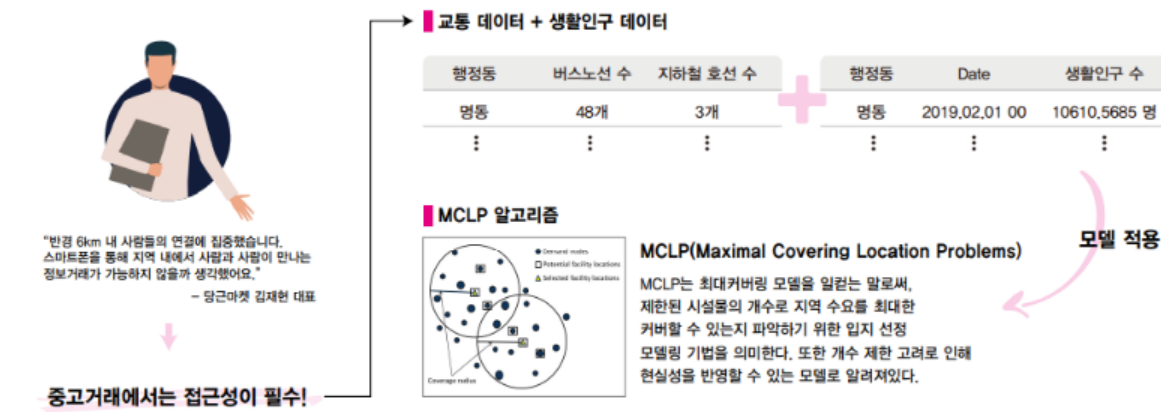 "반경 6km 내 사람들의 연결에 집중했습니다.
스마트폰을 통해 지역 내에서 사람과 사람이 만나는
정보거래가 가능하지 않을까 생각했어요."
– 당근마켓 김재현 대표
중고거래에서는 접근성이 필수!
교통 데이터 + 생활인구 데이터
행정동 버스노선 수 지하철 호선 수
명동 48개 3개
행정동 Date 생활인구 수
명동 2019.02.01 00 10610.5685 명
모델 적용
MCLP 알고리즘
Demand nodes
Potential facility locations
Selected facility locations
Coverage radius
MCLP(Maximal Covering Location Problems)
MCLP는 최대커버링 모델을 일컫는 말로써,
제한된 시설물의 개수로 지역 수요를 최대한
커버할 수 있는지 파악하기 위한 입지 선정
모델링 기법을 의미한다. 또한 개수 제한 고려로 인해
현실성을 반영할 수 있는 모델로 알려져있다.